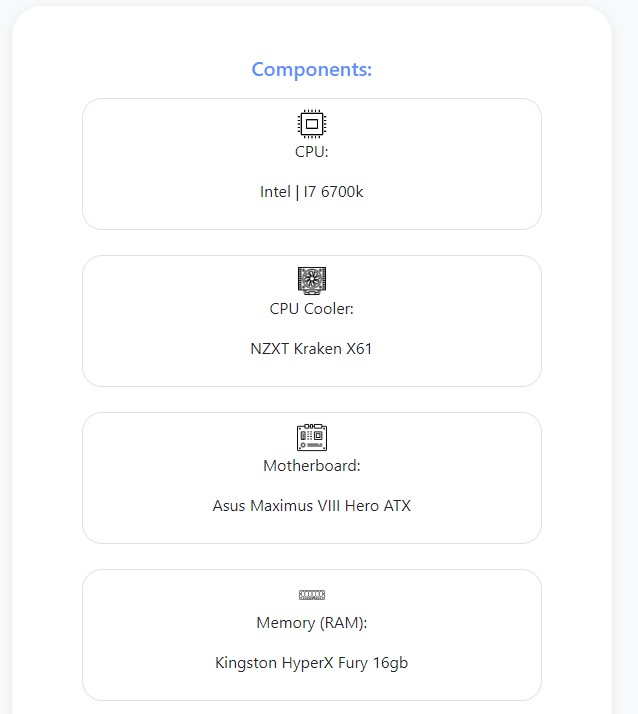 Components:
CPU:
Intel | I7 6700k
CPU Cooler:
NZXT Kraken X61
Motherboard:
Asus Maximus VIII Hero ATX
Memory (RAM):
Kingston HyperX Fury 16gb